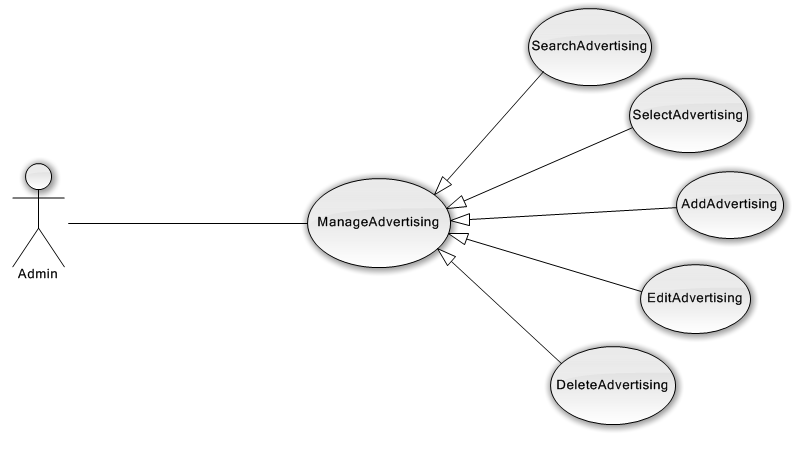 SearchAdvertising
SelectAdvertising
AddAdvertising
ManageAdvertising
Admin
EditAdvertising
DeleteAdvertising